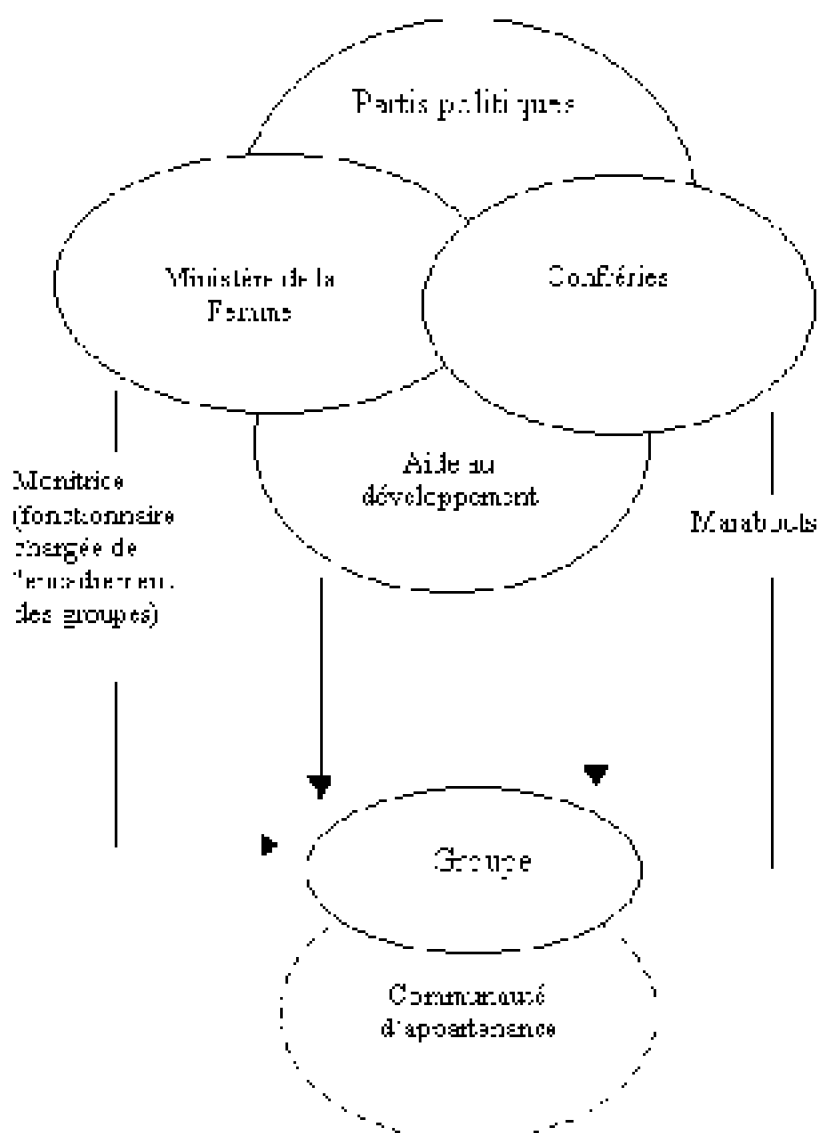 Partis politiques
Ministère de la
Femme
Confréries
Aide au
développement
Monitrice
(fonctionnaire
chargée de
l'encadrement
des groupes)
Marabouts
Groupe
Communauté
d'appartenance